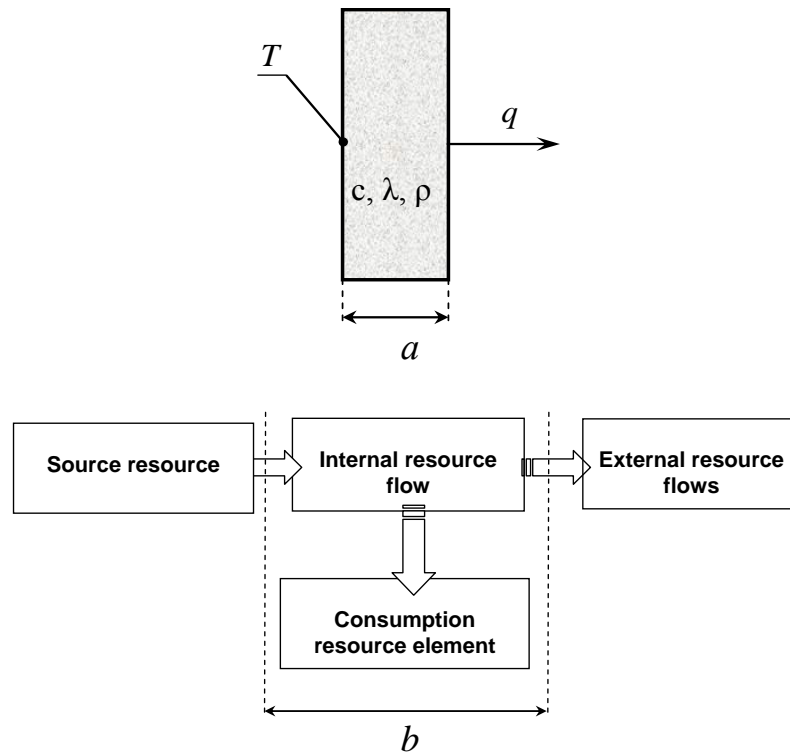 T
q
c, λ, ρ
a
Source resource
Internal resource
flow
External resource
flows
Consumption
resource element
b